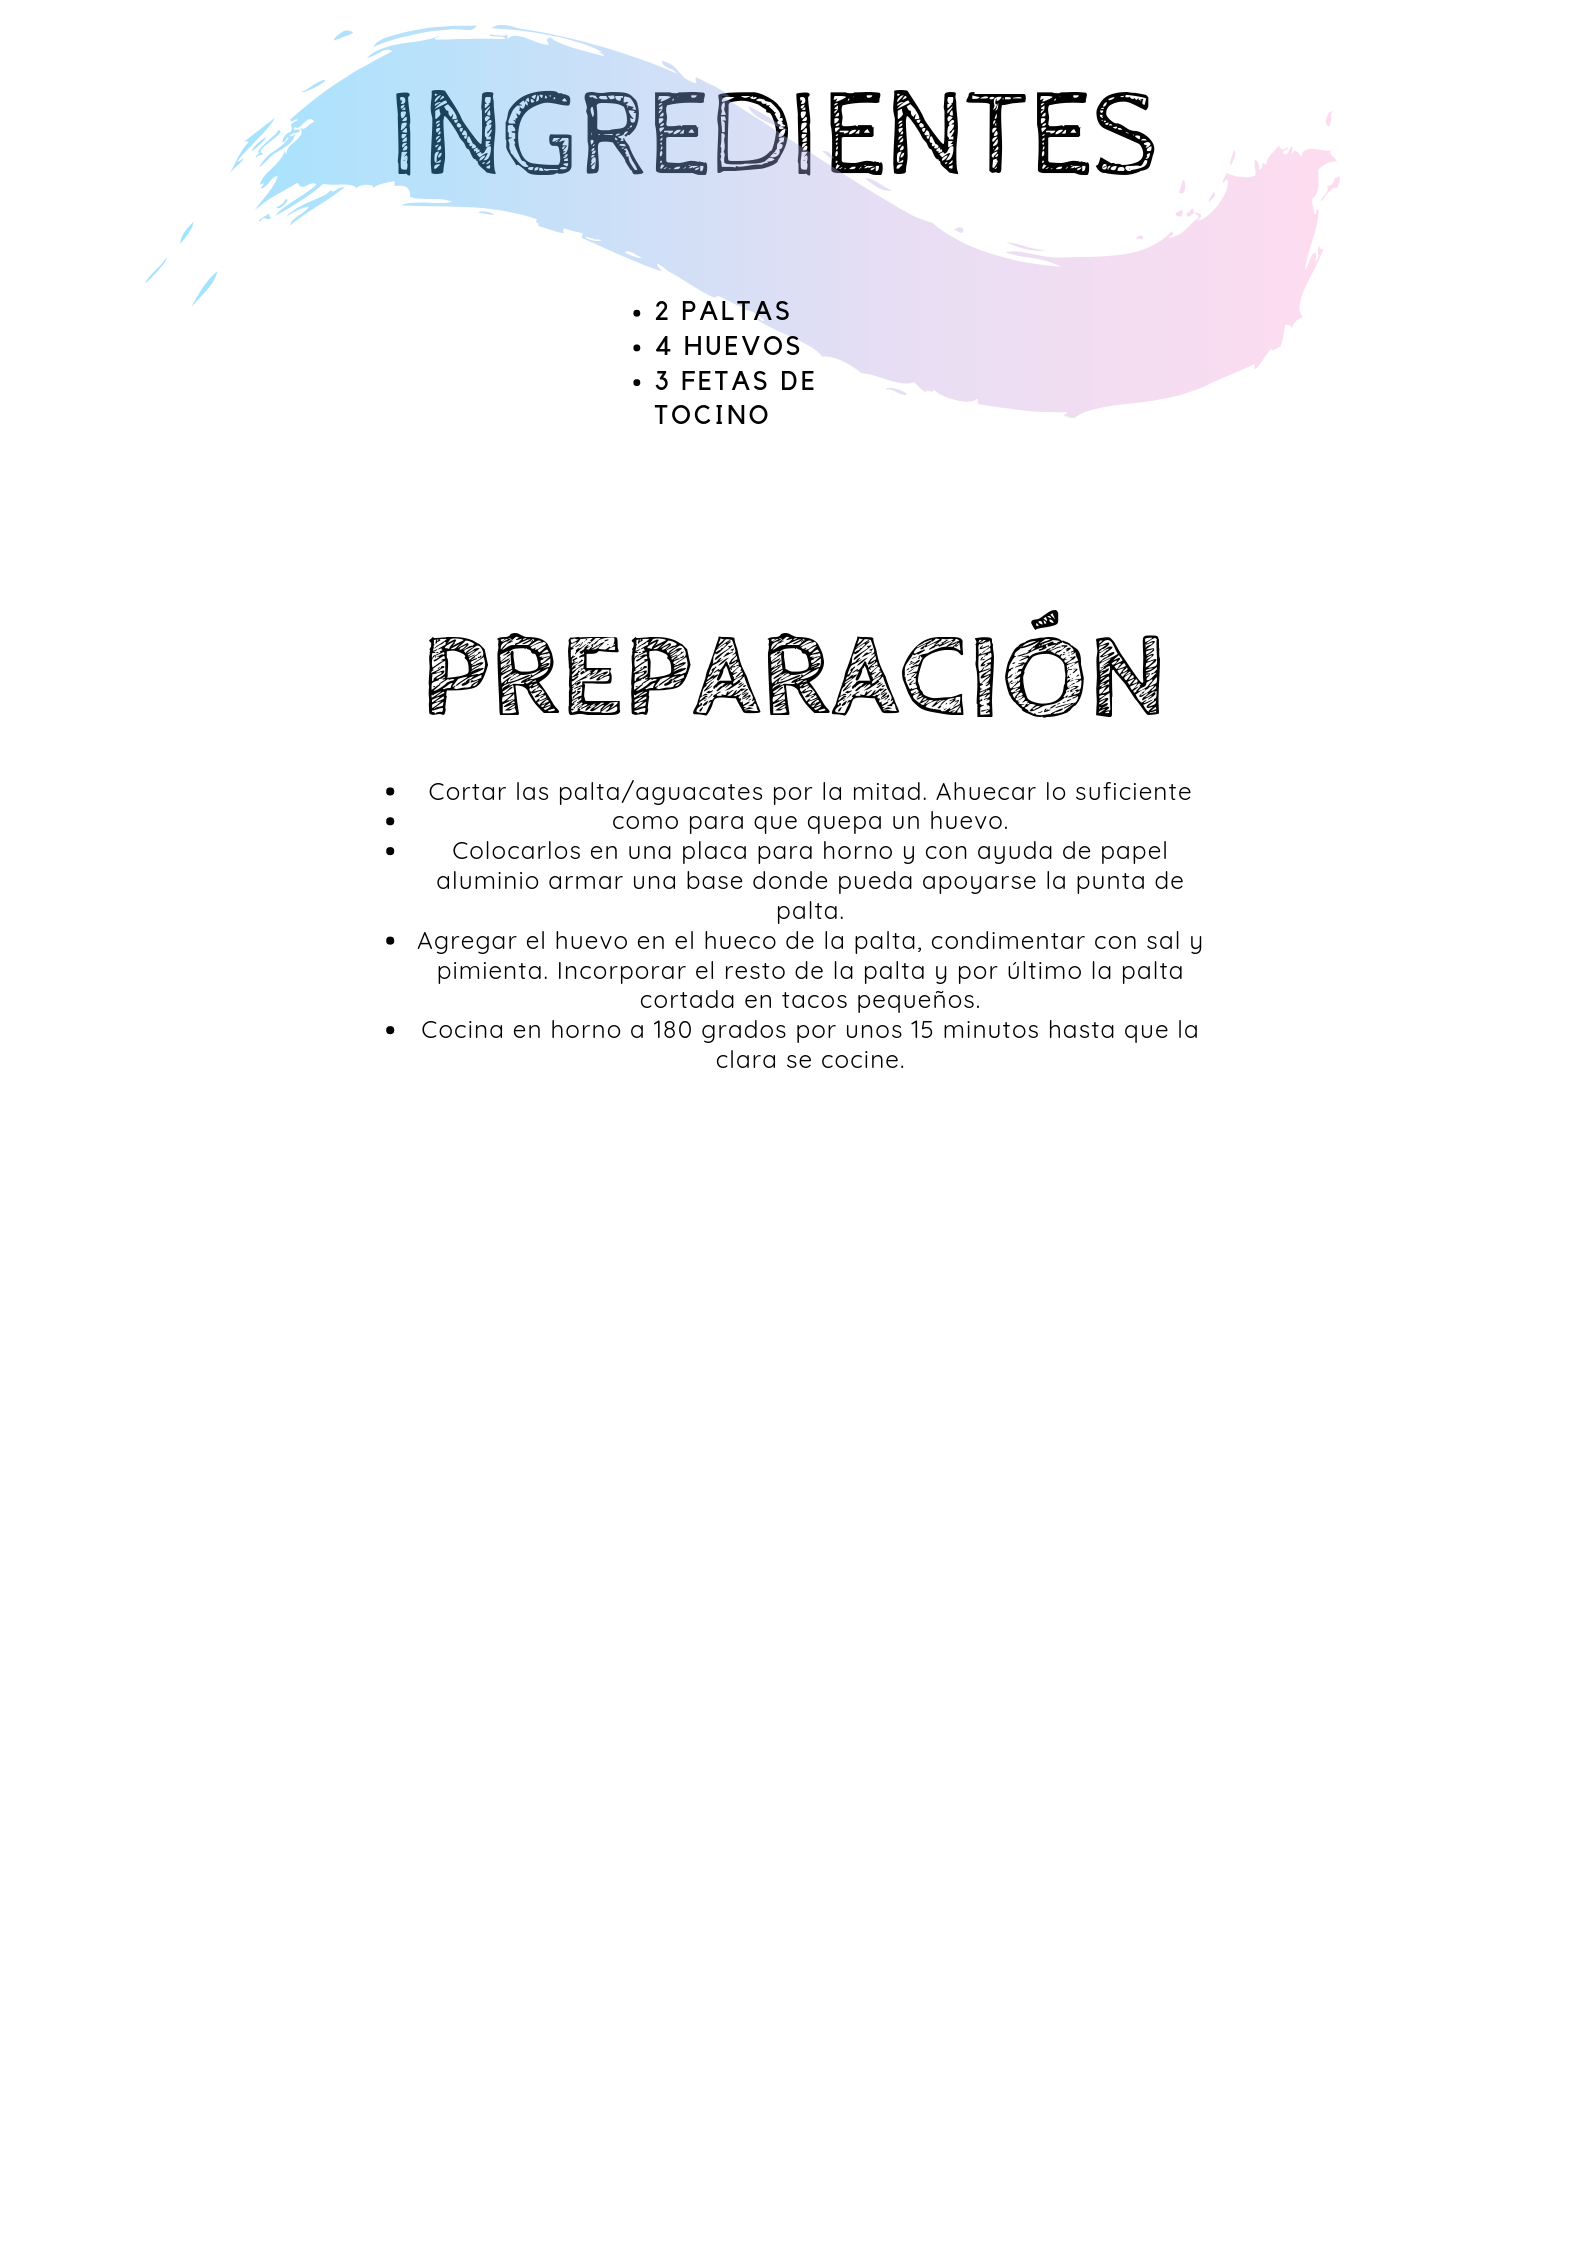 INGREDIENTES
• 2 PALTAS
• 4 HUEVOS
• 3 FETAS DE
TOCINO
PREPARACIÓN
• Cortar las palta/aguacates por la mitad. Ahuecar lo suficiente
• como para que quepa un huevo.
• Colocarlos en una placa para horno y con ayuda de papel
aluminio armar una base donde pueda apoyarse la punta de
palta.
• Agregar el huevo en el hueco de la palta, condimentar con sal y
pimienta. Incorporar el resto de la palta y por último la palta
cortada en tacos pequeños.
• Cocina en horno a 180 grados por unos 15 minutos hasta que la
clara se cocine.